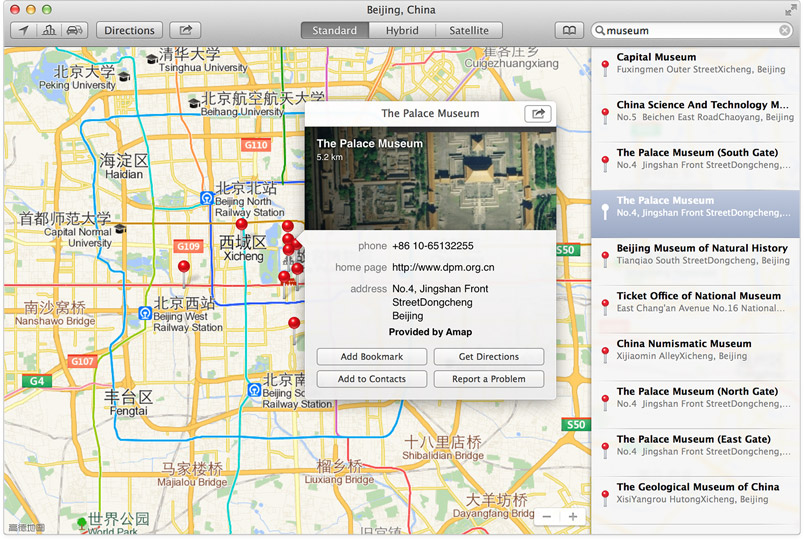 Beijing, China
Directions
Standard
Hybrid
Satellite
museum
清华大学
Tsinghua University
崔各庄乡
Cuigezhuangxiang
北京大学
Peking University
北京航空航天大学
Beihang University
G110
海淀区
Haidian
北京北站
Beijing North
Railway Station
首都师范大学
Capital Normal
University
G109
西城区
Xicheng
S50
南沙窝桥
Nanshawo Bridge
北京西站
Beijing West
Railway Station
G107
G4
丰台区
Fengtai
北京南
Beijing So
Railway Station
S50
十八里店桥
Shibalidian Bridge
马家楼桥
Majialou Bridge
榴乡桥
Liuxiang Bridge
大羊坊桥
Dayangfang Bridge
世界公园
World Park
旧宫镇
高德地图
The Palace Museum
The Palace Museum
5.2 km
phone +86 10-65132255
home page http://www.dpm.org.cn
address No.4, Jingshan Front
StreetDongcheng
Beijing
Provided by Amap
Add Bookmark
Get Directions
Add to Contacts
Report a Problem
Capital Museum
Fuxingmen Outer StreetXicheng, Beijing
China Science And Technology M...
No.5 Beichen East RoadChaoyang, Beijing
The Palace Museum (South Gate)
No.4 Jingshan Front StreetDongcheng,...
The Palace Museum
No.4, Jingshan Front StreetDongcheng,...
Beijing Museum of Natural History
Tianqiao South StreetDongcheng, Beijing
Ticket Office of National Museum
East Chang'an Avenue No.16 National...
China Numismatic Museum
Xijiaomin AlleyXicheng, Beijing
The Palace Museum (North Gate)
No.4 Jingshan Front StreetDongcheng,...
The Palace Museum (East Gate)
No.4 Jingshan Front StreetDongcheng,...
The Geological Museum of China
XisiYangrou HutongXicheng, Beijing